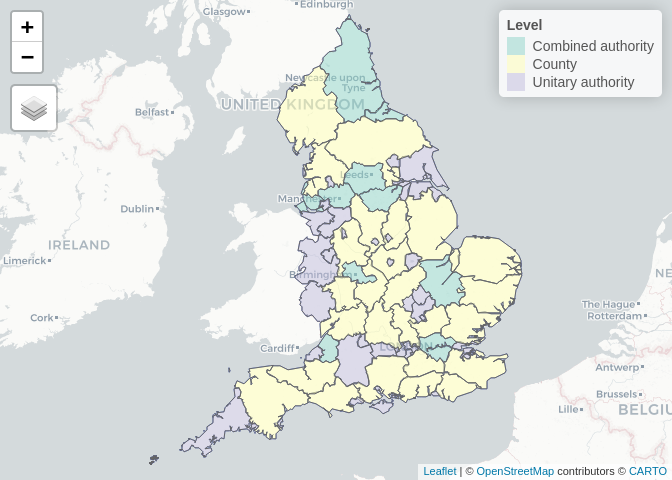 Edinburgh
Glasgow
+
−
Level
Combined authority
County
Unitary authority
Newcastle upon
Tyne
UNITED KINGDOM
Belfast
Leeds
Manchester
Dublin
IRELAND
Limerick
Birmingham
NE
The Hague
Rotterdam
Cork
Cardiff
LONDON
Antwerp
Brussels
Lille
BELGIU
Leaflet | © OpenStreetMap contributors © CARTO